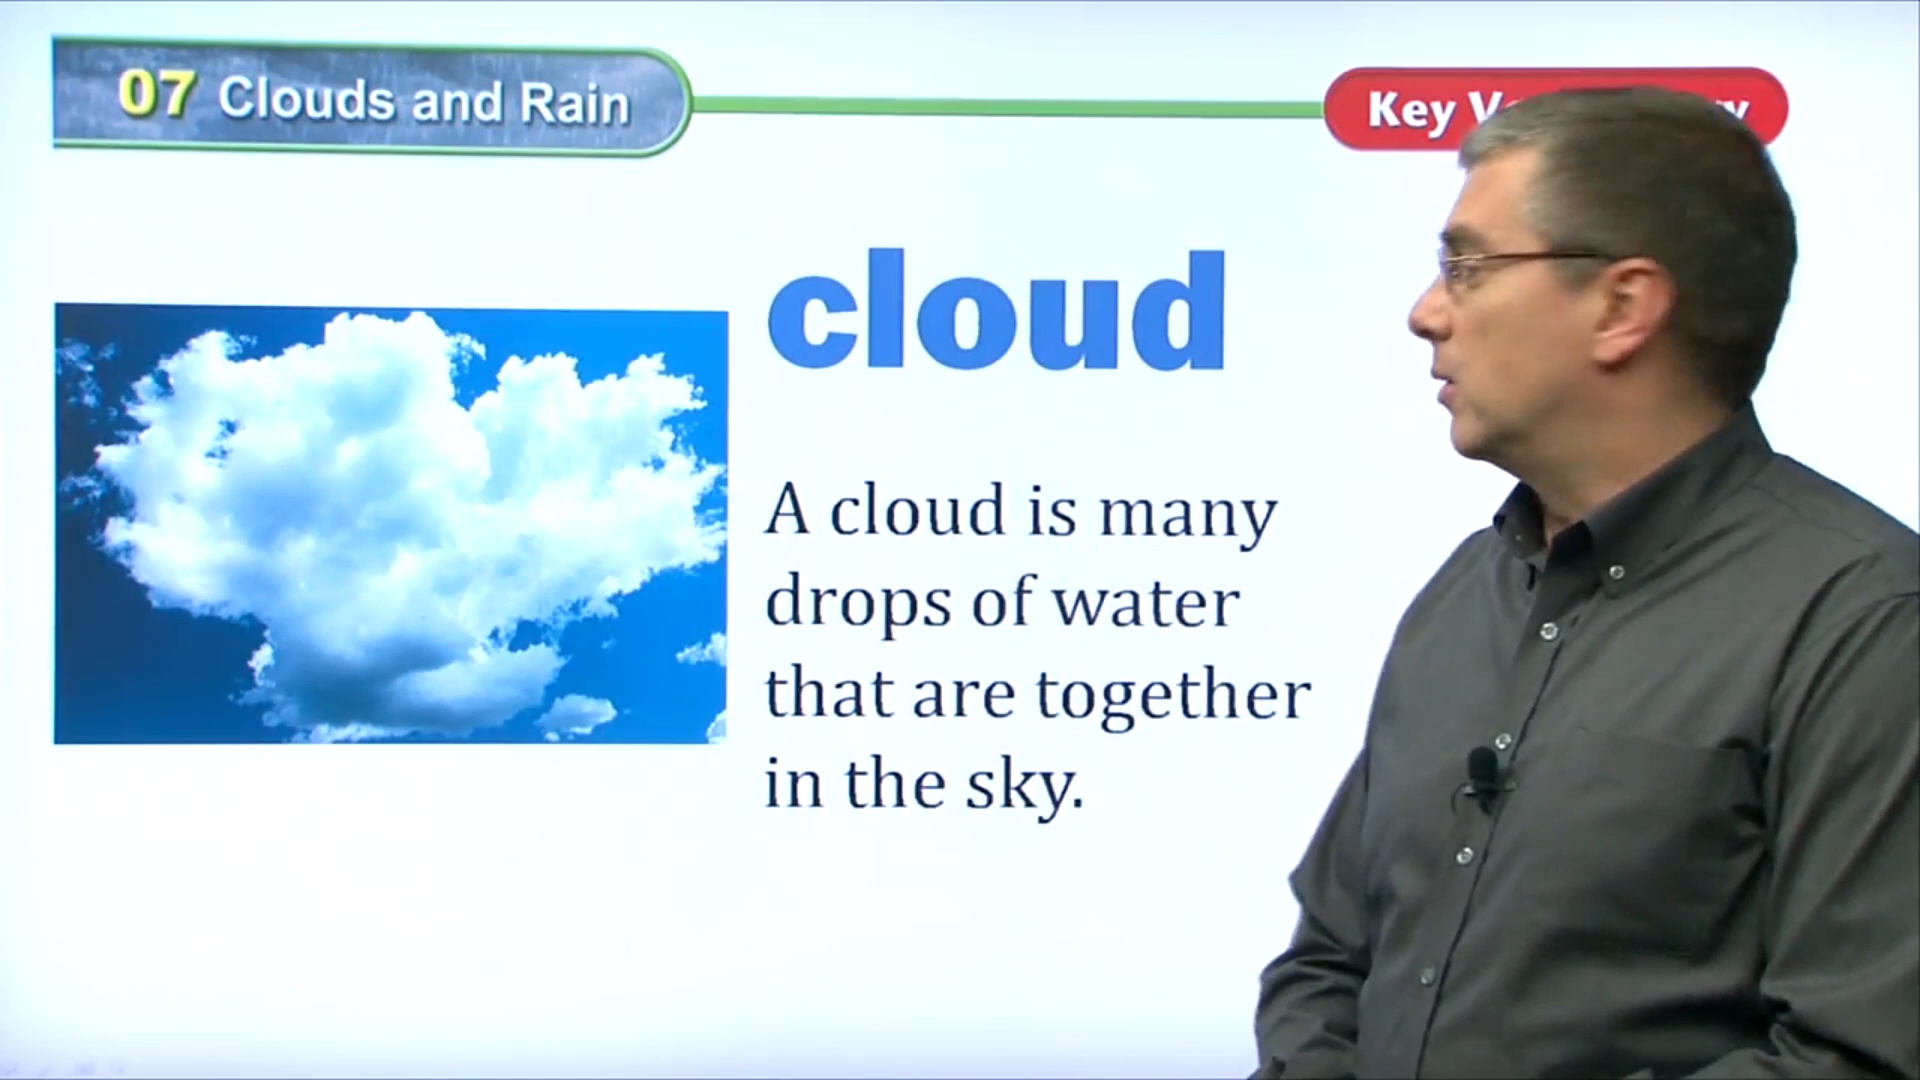 07 Clouds and Rain
Key
cloud
A cloud is many
drops of water
that are together
in the sky.